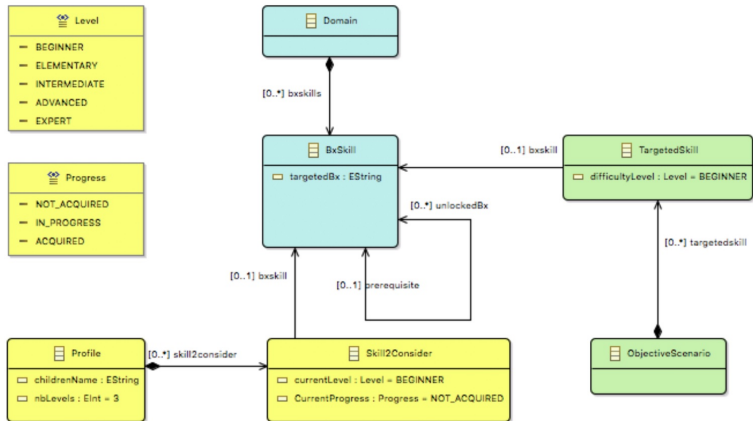 Level
BEGINNER
ELEMENTARY
INTERMEDIATE
ADVANCED
EXPERT
Domain
[0..*] bxskills
BxSkill
targetedBx : EString
[0..1] bxskill
TargetedSkill
difficultyLevel : Level = BEGINNER
Progress
NOT_ACQUIRED
IN_PROGRESS
ACQUIRED
[0..*] unlockedBx
[0..*] targetedskill
[0..1] bxskill
[0..1] prerequisite
Profile
childrenName : EString
nbLevels : EInt = 3
[0..*] skill2consider
Skill2Consider
currentLevel : Level = BEGINNER
CurrentProgress : Progress = NOT_ACQUIRED
ObjectiveScenario